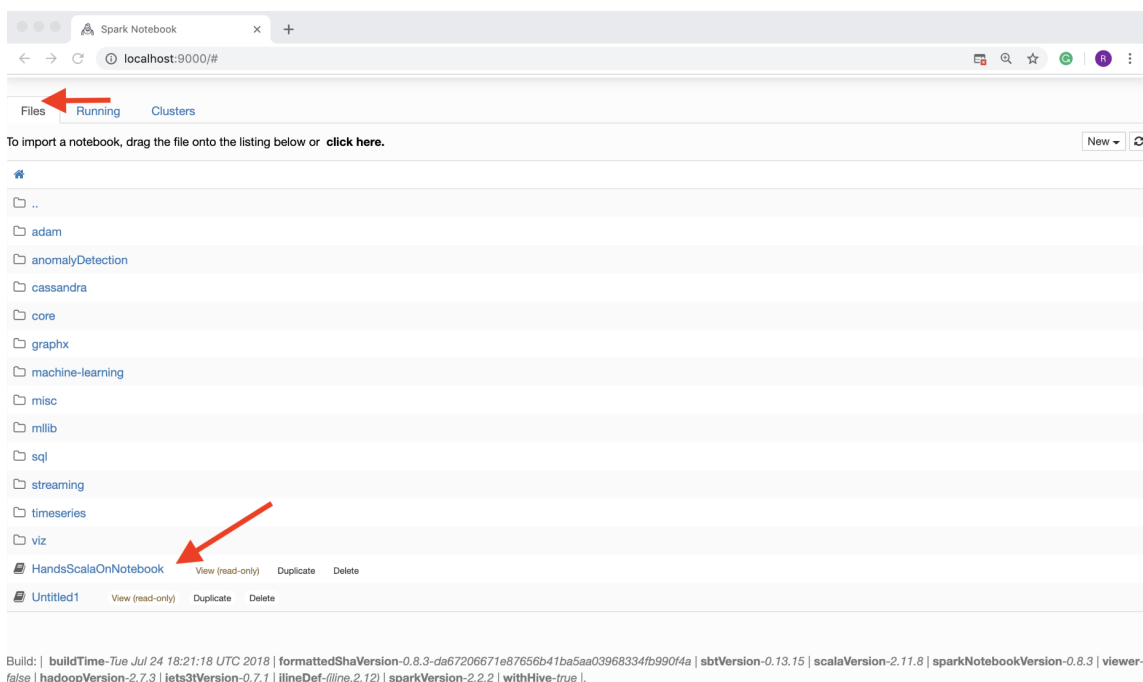 Spark Notebook
localhost:9000/#
R
Files Running Clusters
To import a notebook, drag the file onto the listing below or click here.
New
..
adam
anomalyDetection
cassandra
core
graphx
machine-learning
misc
mllib
sql
streaming
timeseries
viz
HandsScalaOnNotebook View (read-only) Duplicate Delete
Untitled1 View (read-only) Duplicate Delete
Build: | buildTime-Tue Jul 24 18:21:18 UTC 2018 | formattedShaVersion-0.8.3-da67206671e87656b41ba5aa03968334fb990f4a | sbtVersion-0.13.15 | scalaVersion-2.11.8 | sparkNotebookVersion-0.8.3 | viewer-
false | hadoopVersion-2.7.3 | jets3tVersion-0.7.1 | jlineDef-(jline,2.12) | sparkVersion-2.2.2 | withHive-true |.